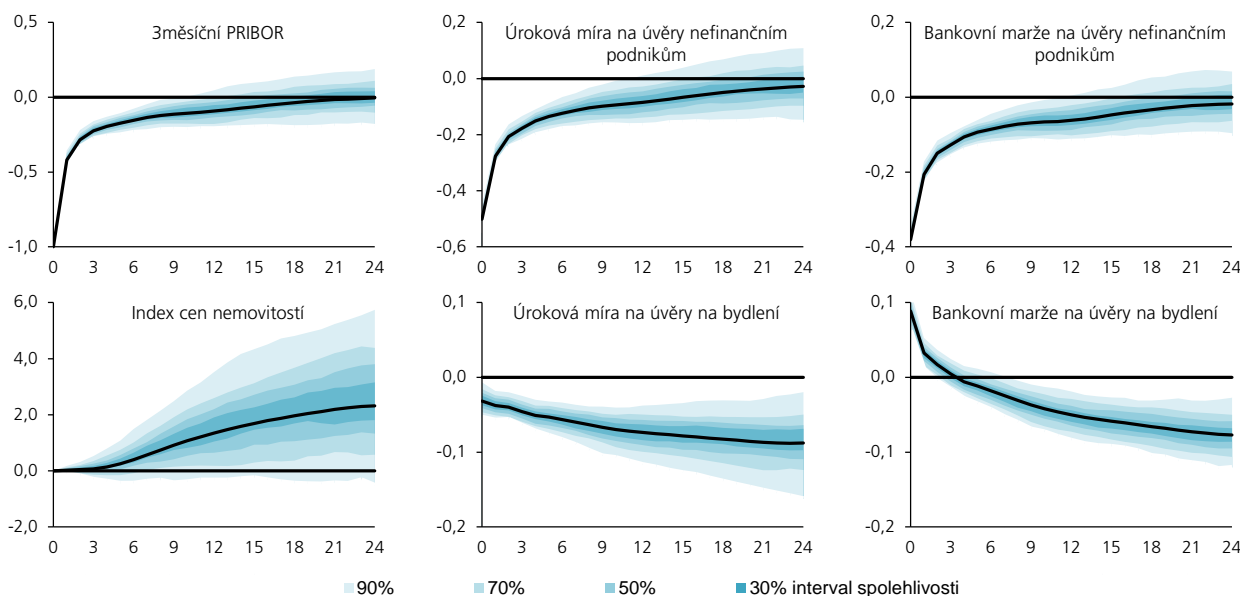 3měsíční PRIBOR
0,5
0,0
-0,5
-1,0
0 3 6 9 12 15 18 21 24
Úroková míra na úvěry nefinančním
podnikům
0,2
0,0
-0,2
-0,4
-0,6
0 3 6 9 12 15 18 21 24
Bankovní marže na úvěry nefinančním
podnikům
0,2
0,0
-0,2
-0,4
0 3 6 9 12 15 18 21 24
Index cen nemovitostí
6,0
4,0
2,0
0,0
-2,0
0 3 6 9 12 15 18 21 24
Úroková míra na úvěry na bydlení
0,1
0,0
-0,1
-0,2
0 3 6 9 12 15 18 21 24
Bankovní marže na úvěry na bydlení
0,1
0,0
-0,1
-0,2
0 3 6 9 12 15 18 21 24
90% 70% 50% 30% interval spolehlivosti